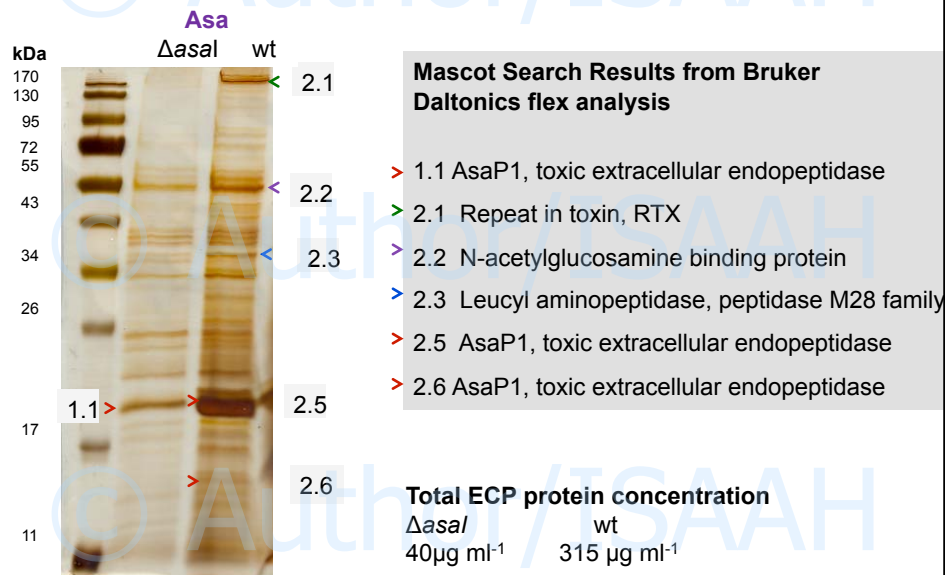 Asa
kDa ΔasaI wt
170
130
95
72
55
43
34
26
17
11
2.1
2.2
2.3
1.1
2.5
2.6
Mascot Search Results from Bruker
Daltonics flex analysis
> 1.1 AsaP1, toxic extracellular endopeptidase
> 2.1 Repeat in toxin, RTX
> 2.2 N-acetylglucosamine binding protein
> 2.3 Leucyl aminopeptidase, peptidase M28 family
> 2.5 AsaP1, toxic extracellular endopeptidase
> 2.6 AsaP1, toxic extracellular endopeptidase
Total ECP protein concentration
ΔasaI wt
40µg ml-1 315 µg ml-1
© Author/ISAAH
© Author/ISAAH
© Author/ISAAH